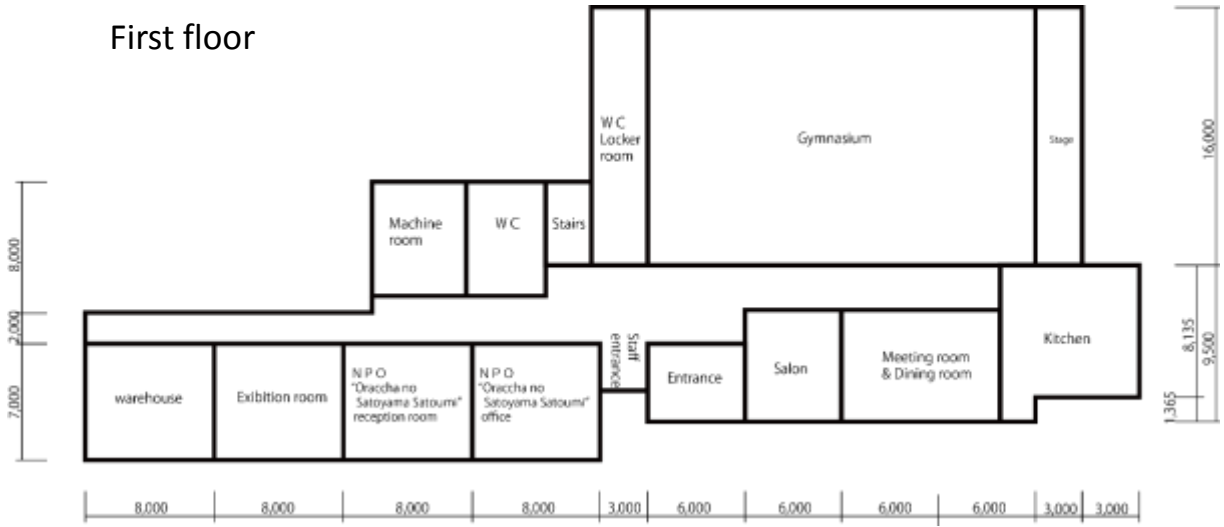 First floor
W C
Locker
room
Gymnasium
Stage
16,000
Machine
room
W C
Stairs
8,000
2,000
7,000
Staff
entrance
Kitchen
8,135
9,500
1,365
warehouse
Exibition room
N P O
"Oraccha no
Satoyama Satoumi"
reception room
N P O
"Oraccha no
Satoyama Satoumi"
office
Entrance
Salon
Meeting room
& Dining room
8,000 8,000 8,000 8,000 3,000 6,000 6,000 6,000 6,000 3,000 3,000